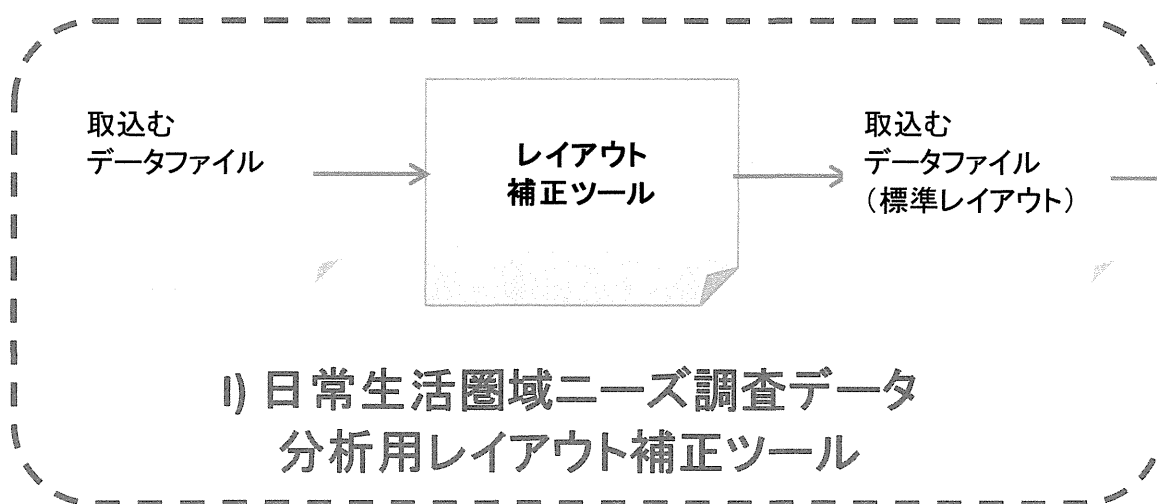 取込む
データファイル
レイアウト
補正ツール
取込む
データファイル
(標準レイアウト)
I) 日常生活圏域ニーズ調査データ
分析用レイアウト補正ツール